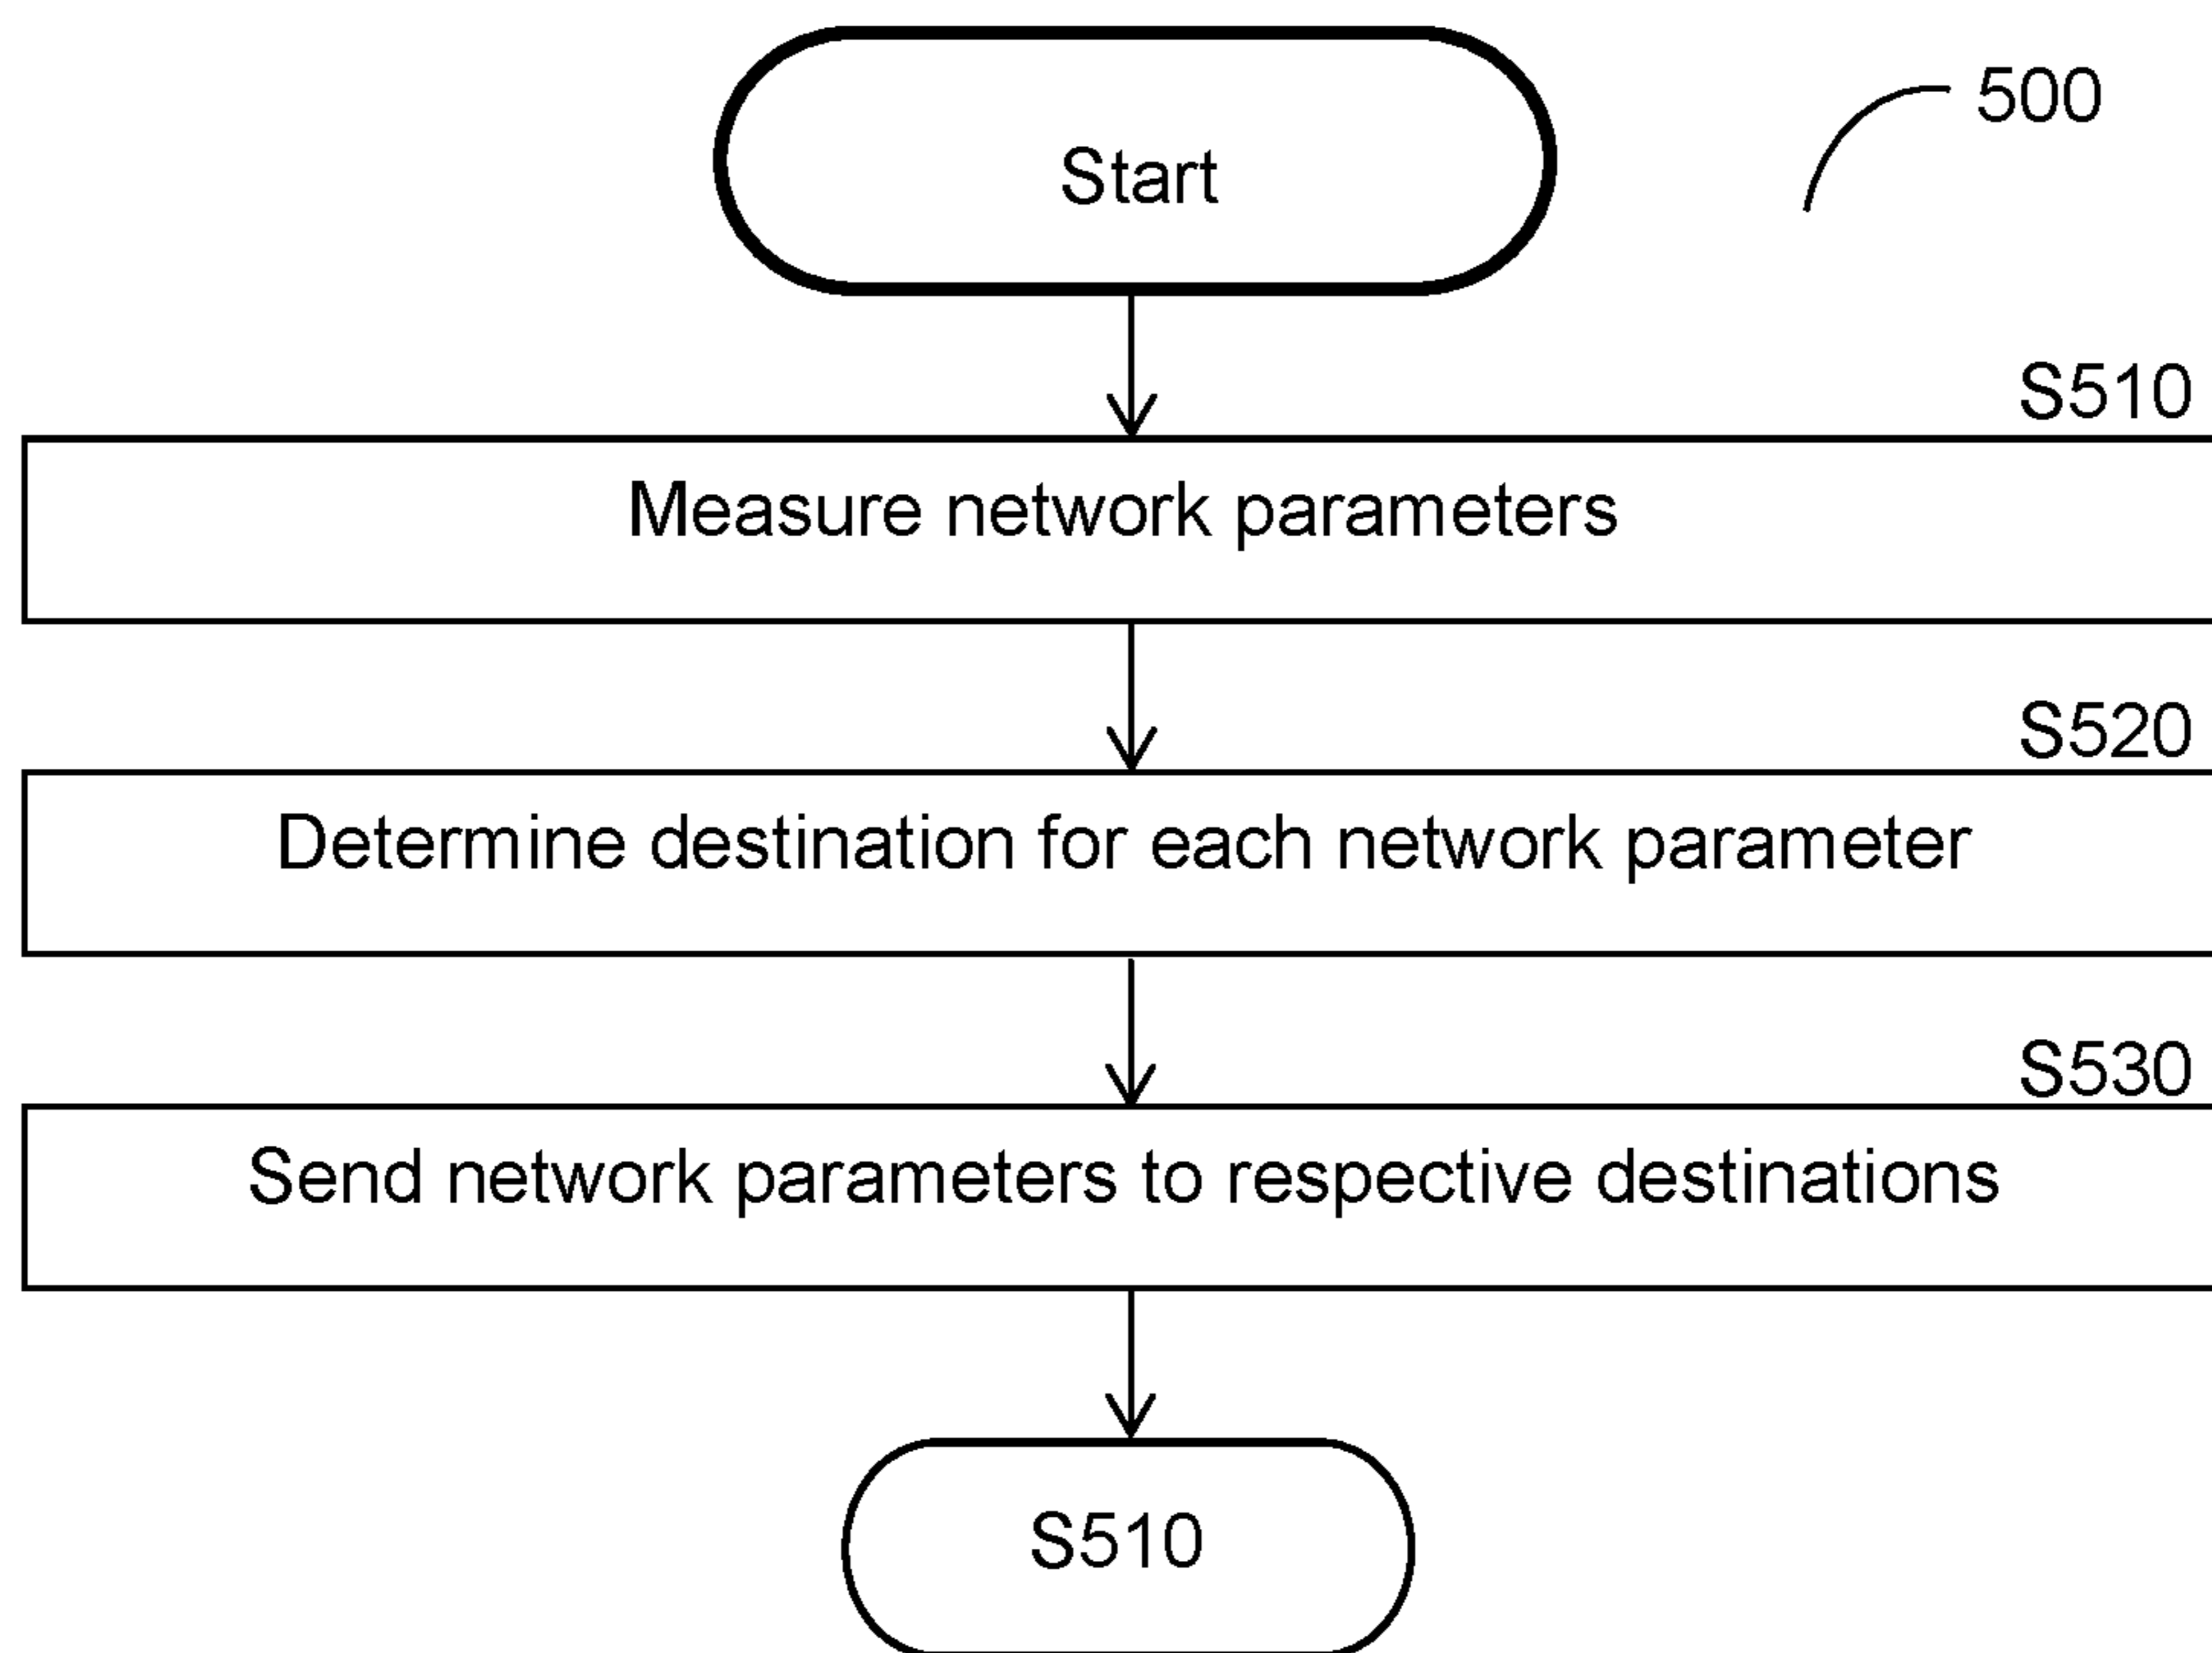 Start
500
S510
Measure network parameters
S520
Determine destination for each network parameter
S530
Send network parameters to respective destinations
S510